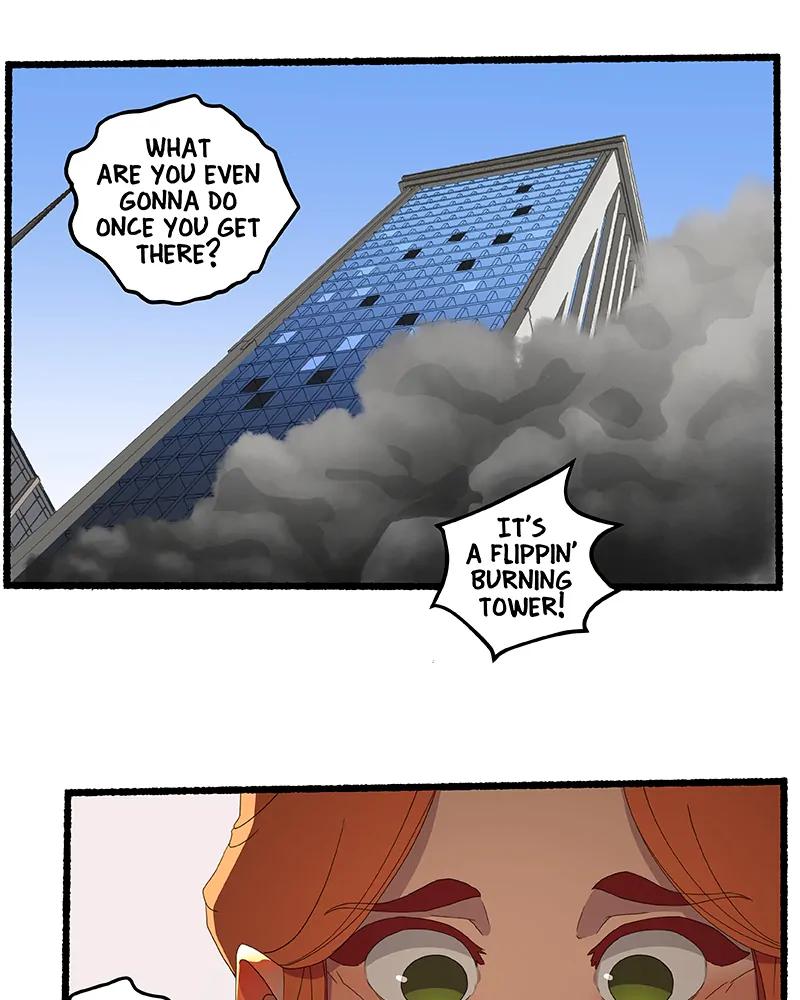 WHAT
ARE YOU EVEN
GONNA DO
ONCE YOU GET
THERE?
IT'S
A FLIPPIN'
BURNING
TOWER!